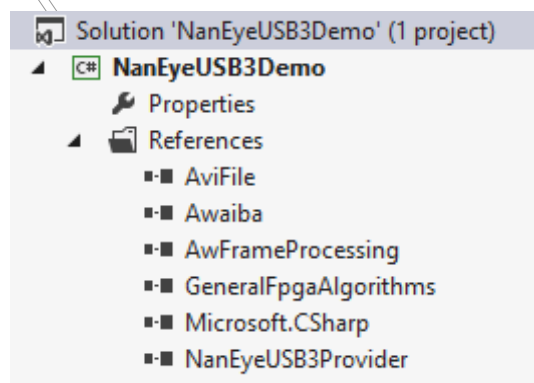 Solution 'NanEyeUSB3Demo' (1 project)
C# NanEyeUSB3Demo
Properties
References
AviFile
Awaiba
AwFrameProcessing
GeneralFpgaAlgorithms
Microsoft.CSharp
NanEyeUSB3Provider